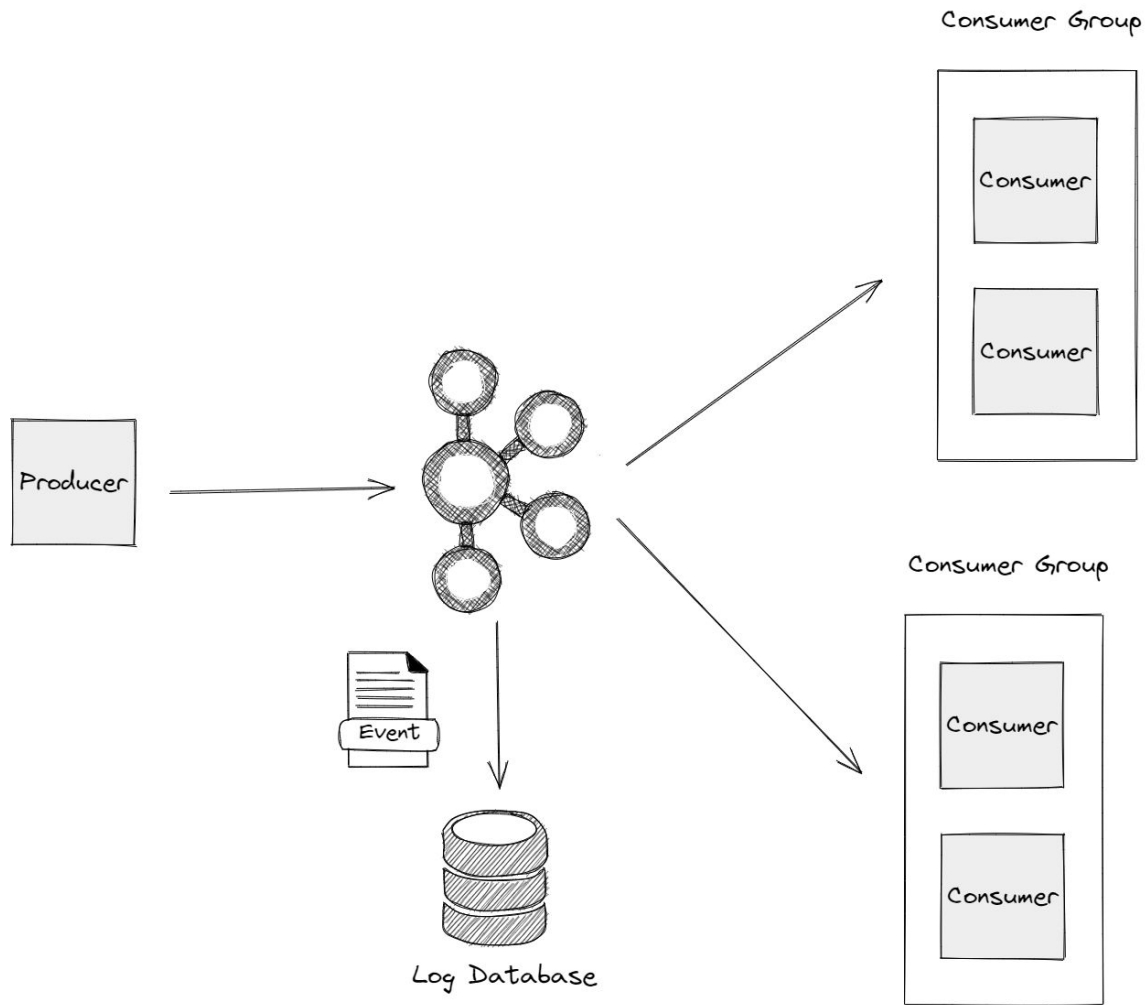 Consumer Group
Consumer
Consumer
Producer
Consumer Group
Event
Consumer
Consumer
Log Database